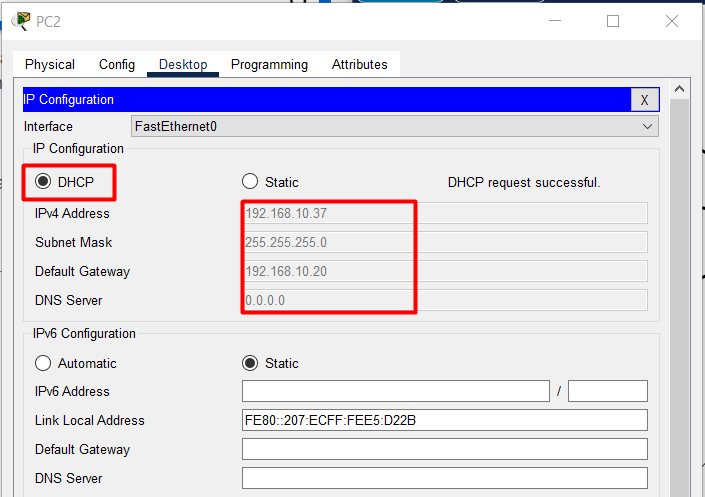 PC2
Physical Config Desktop Programming Attributes
IP Configuration X
Interface FastEthernet0
IP Configuration
DHCP Static DHCP request successful.
IPv4 Address 192.168.10.37
Subnet Mask 255.255.255.0
Default Gateway 192.168.10.20
DNS Server 0.0.0.0
IPv6 Configuration
Automatic Static
IPv6 Address /
Link Local Address FE80::207:ECFF:FEE5:D22B
Default Gateway
DNS Server